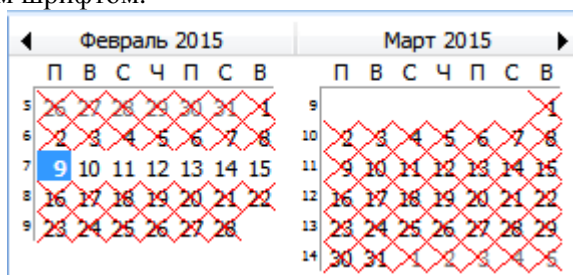 м шрифтом.
Февраль 2015 Март 2015
П В С Ч П С В П В С Ч П С В
5 26 27 28 29 30 31 1 9 1
6 2 3 4 5 6 7 8 10 2 3 4 5 6 7 8
7 9 10 11 12 13 14 15 11 9 10 11 12 13 14 15
8 16 17 18 19 20 21 22 12 16 17 18 19 20 21 22
9 23 24 25 26 27 28 13 23 24 25 26 27 28 29
14 30 31 1 2 3 4 5